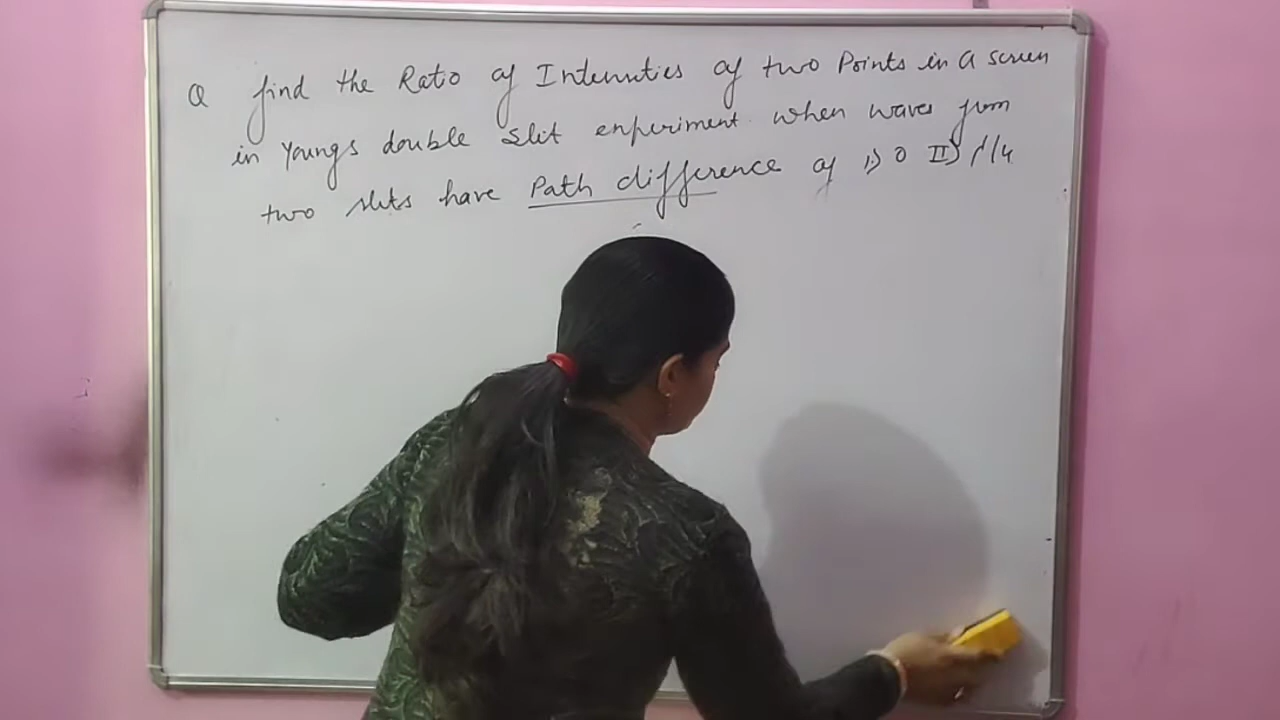 Q find the Ratio of Intensities of two Points in a screen
in Youngs double slit experiment when waves from
two slits have Path difference of i) 0 II) λ/4